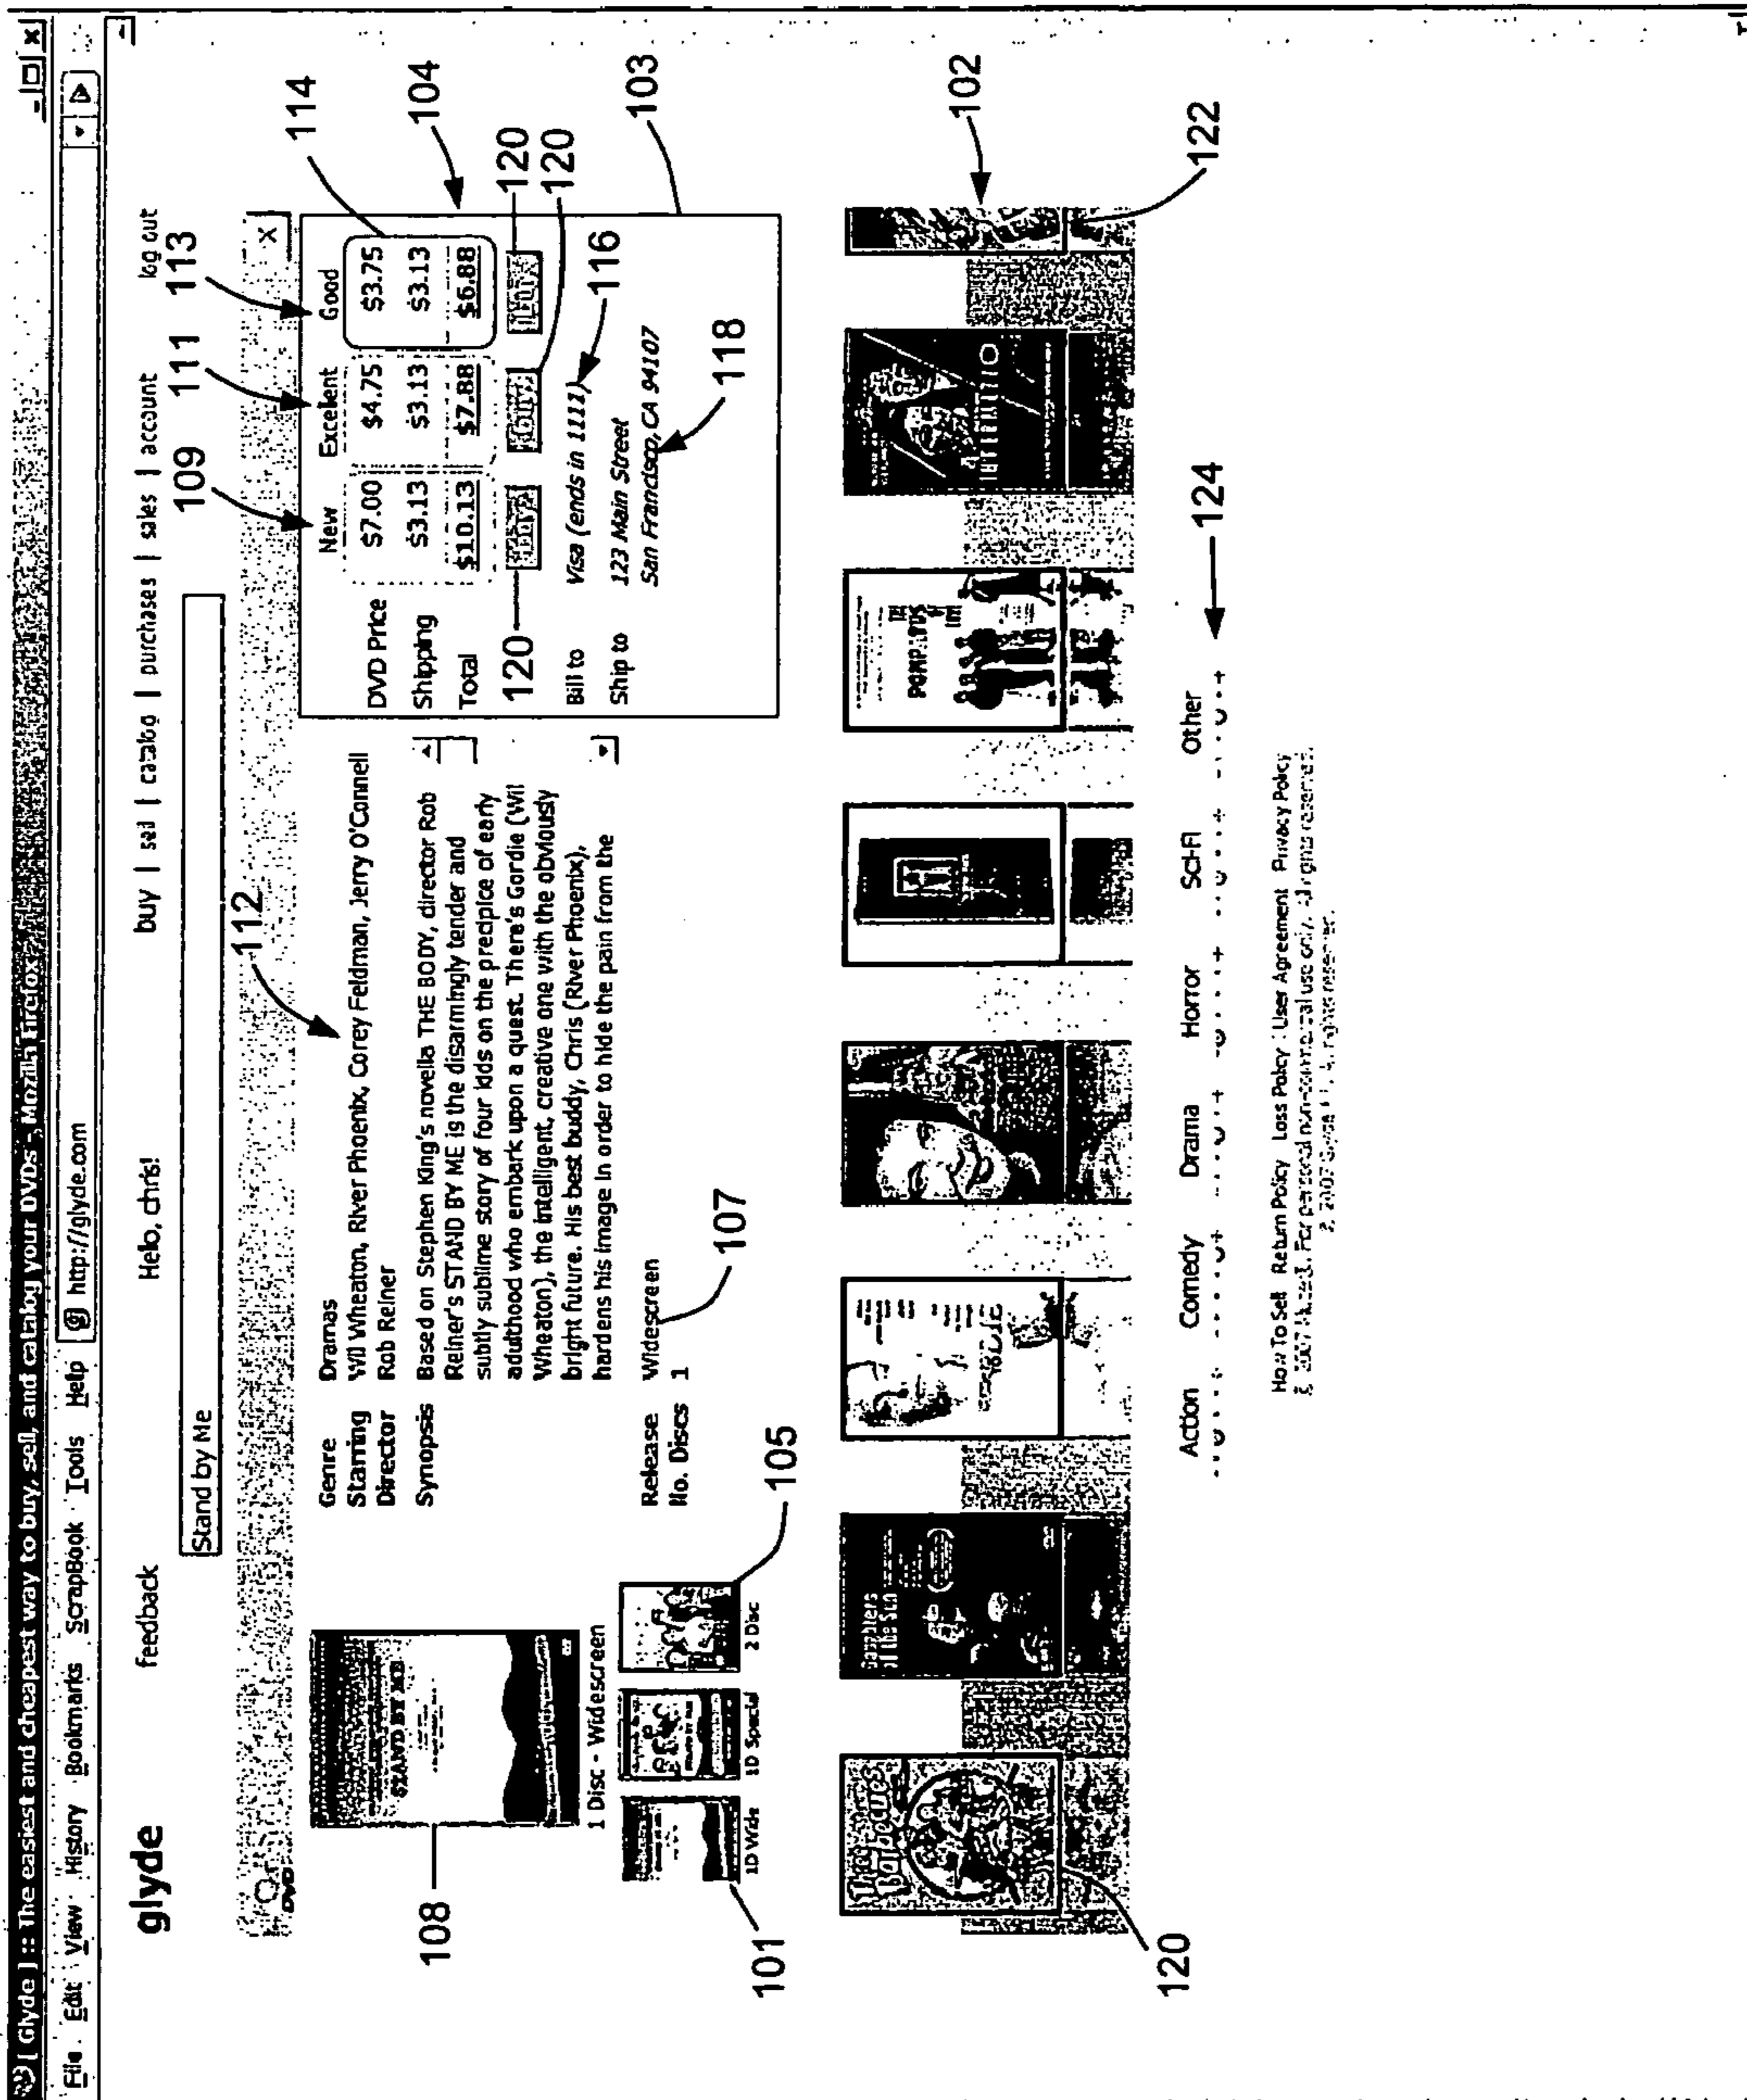 [ Glyde ] :: The easiest and cheapest way to buy, sell, and catalog your DVDs - Mozilla Firefox
File Edit View History Bookmarks ScrapBook Tools Help http://glyde.com
glyde feedback Hello, chris! buy | sell | catalog | purchases | sales | account log out
Stand by Me
DVD X
108
STAND BY ME
1 Disc - Widescreen
101
1D Wide 1D Special 2 Disc
105
112
Genre Dramas
Starring Wil Wheaton, River Phoenix, Corey Feldman, Jerry O'Connell
Director Rob Reiner
Synopsis Based on Stephen King's novella THE BODY, director Rob
Reiner's STAND BY ME is the disarmingly tender and
subtly sublime story of four kids on the precipice of early
adulthood who embark upon a quest. There's Gordie (Wil
Wheaton), the intelligent, creative one with the obviously
bright future. His best buddy, Chris (River Phoenix),
hardens his image in order to hide the pain from the
Release Widescreen
No. Discs 1
107
109 111 113
114
104
New Excellent Good
DVD Price $7.00 $4.75 $3.75
Shipping $3.13 $3.13 $3.13
Total $10.13 $7.88 $6.88
120 120 120
Bill to Visa (ends in 1111)
116
Ship to 123 Main Street
San Francisco, CA 94107
118
103
102
120
122
Action Comedy Drama Horror Sci-Fi Other
124
How To Sell Return Policy Loss Policy User Agreement Privacy Policy